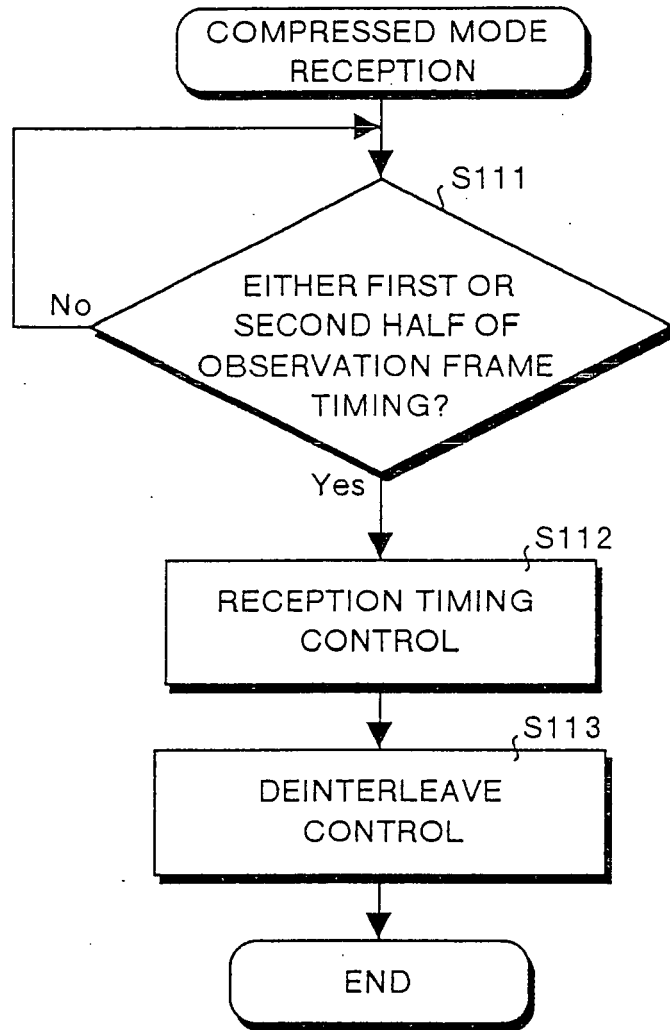 COMPRESSED MODE
RECEPTION
S111
EITHER FIRST OR
SECOND HALF OF
OBSERVATION FRAME
TIMING?
No
Yes
S112
RECEPTION TIMING
CONTROL
S113
DEINTERLEAVE
CONTROL
END